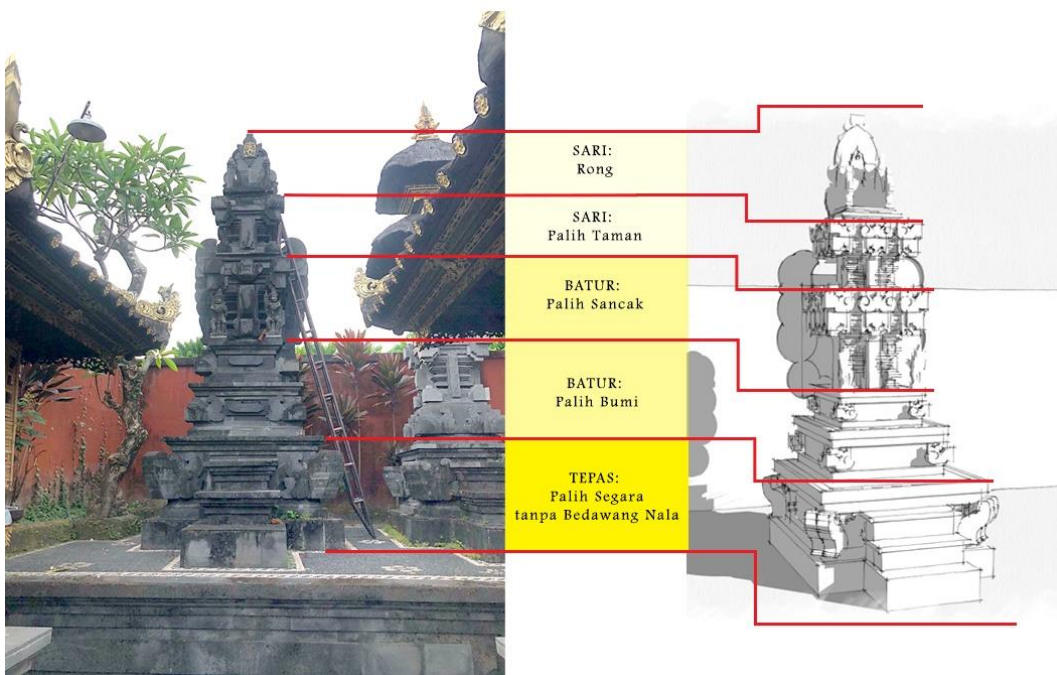 SARI:
Rong
SARI:
Palih Taman
BATUR:
Palih Sancak
BATUR:
Palih Bumi
TEPAS:
Palih Segara
tanpa Bedawang Nala